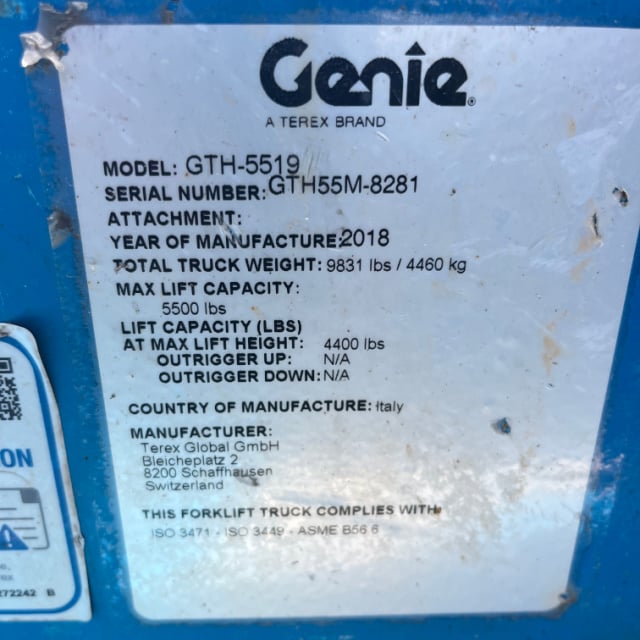 Genie®
A TEREX BRAND
MODEL: GTH-5519
SERIAL NUMBER: GTH55M-8281
ATTACHMENT:
YEAR OF MANUFACTURE: 2018
TOTAL TRUCK WEIGHT: 9831 lbs / 4460 kg
MAX LIFT CAPACITY:
5500 lbs
LIFT CAPACITY (LBS)
AT MAX LIFT HEIGHT: 4400 lbs
OUTRIGGER UP: N/A
OUTRIGGER DOWN: N/A
COUNTRY OF MANUFACTURE: Italy
MANUFACTURER:
Terex Global GmbH
Bleicheplatz 2
8200 Schaffhausen
Switzerland
THIS FORKLIFT TRUCK COMPLIES WITH
ISO 3471 - ISO 3449 - ASME B56 6
ON
272242 B